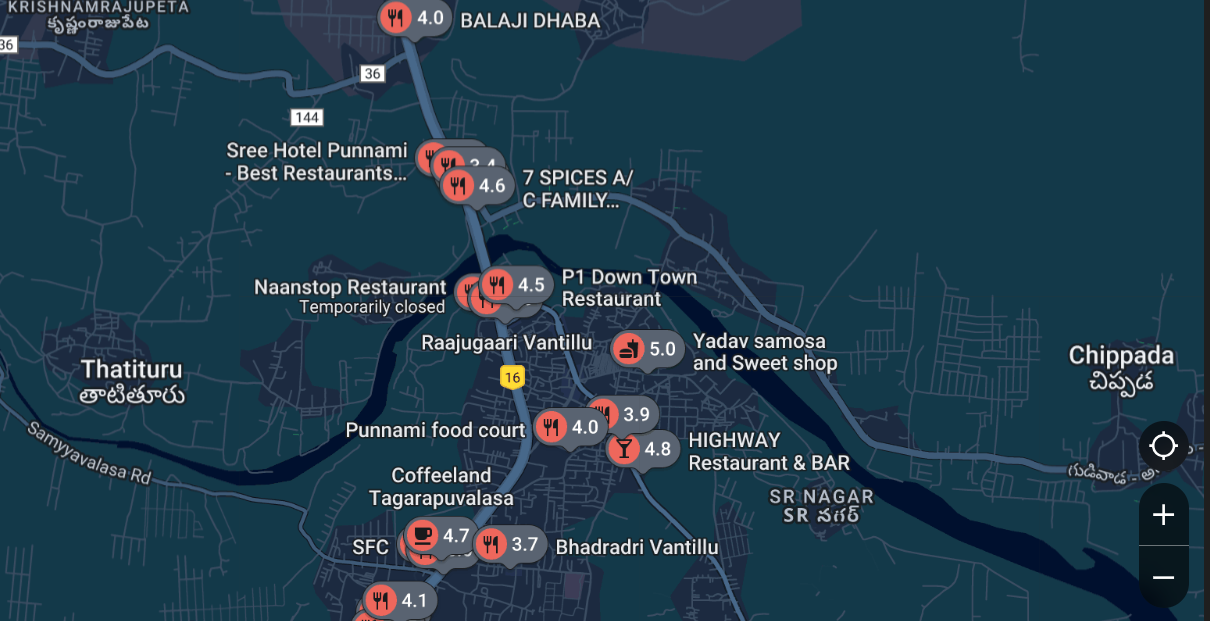 KRISHNAMRAJUPETA
కృష్ణంరాజుపేట
36
4.0
BALAJI DHABA
36
144
Sree Hotel Punnami
- Best Restaurants...
3.4
4.6
7 SPICES A/
C FAMILY...
Naanstop Restaurant
Temporarily closed
4.5
P1 Down Town
Restaurant
Raajugaari Vantillu
5.0
Yadav samosa
and Sweet shop
Thatituru
తాటితూరు
16
Chippada
చిప్పడ
Punnami food court
4.0
3.9
4.8
HIGHWAY
Restaurant & BAR
Samyyavalasa Rd
గుడివాడ - అ
Coffeeland
Tagarapuvalasa
SR NAGAR
SR నగర్
SFC
4.7
3.7
Bhadradri Vantillu
4.1